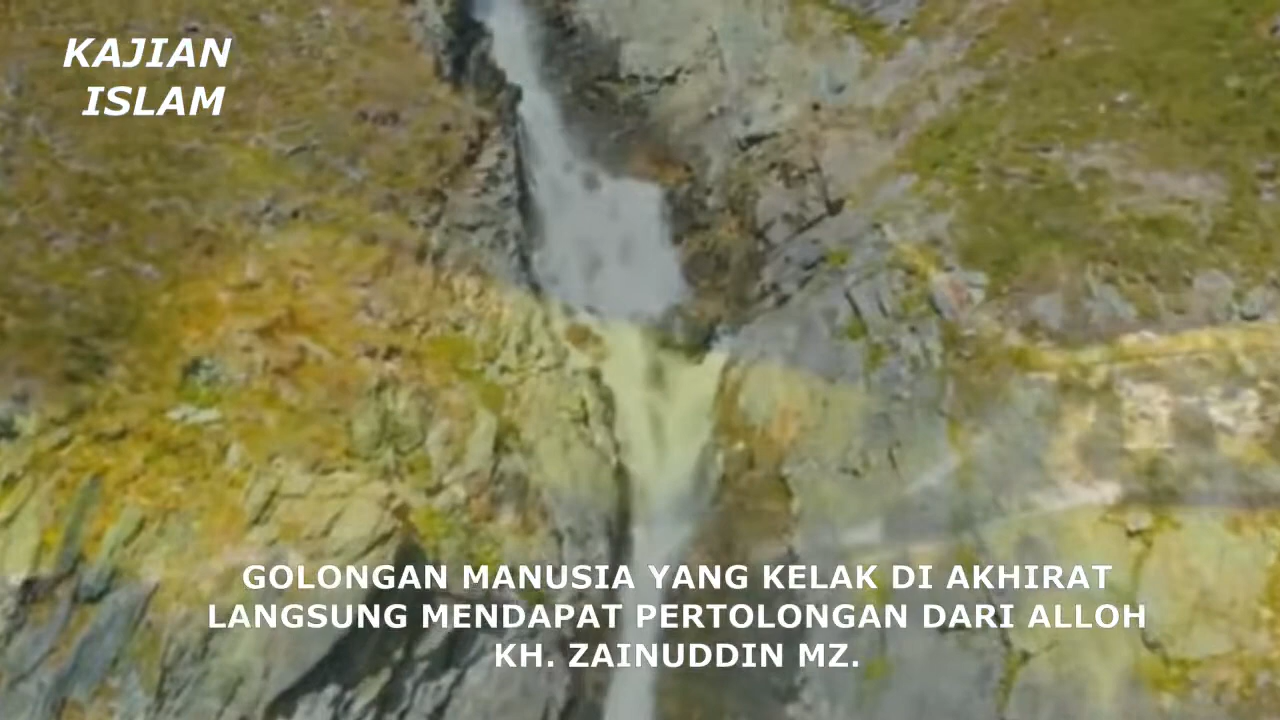 KAJIAN
ISLAM
GOLONGAN MANUSIA YANG KELAK DI AKHIRAT
LANGSUNG MENDAPAT PERTOLONGAN DARI ALLOH
KH. ZAINUDDIN MZ.